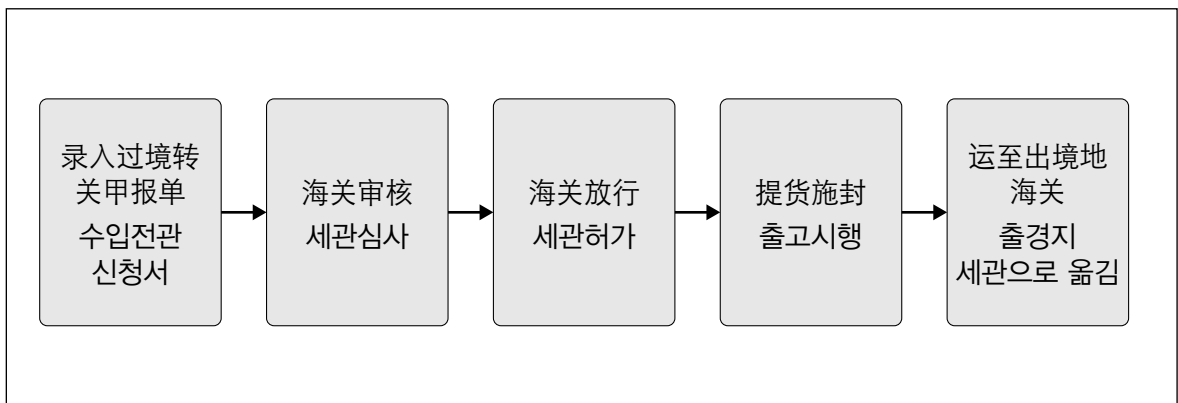 录入过境转
关甲报单
수입전관
신청서
海关审核
세관심사
海关放行
세관허가
提货施封
출고시행
运至出境地
海关
출경지
세관으로 옮김